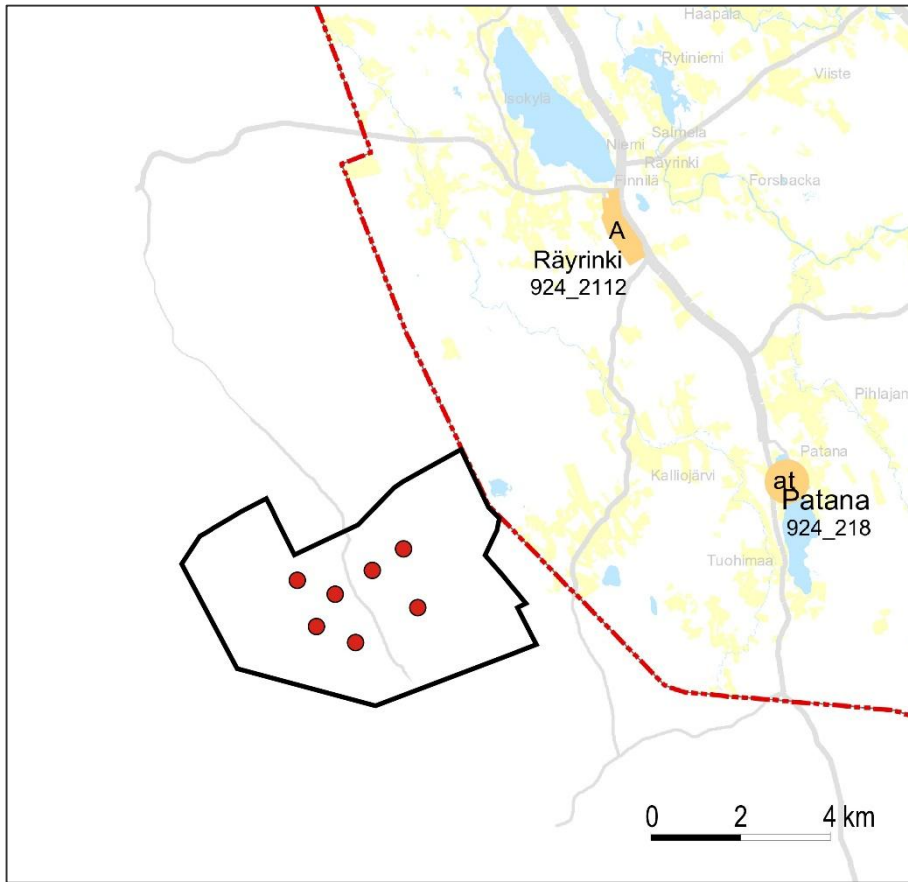 Haapala
Rytiniemi
Viiste
Isokylä
Salmela
Niemi
Räyrinki
Finnilä
Forsbacka
A
Räyrinki
924_2112
Pihlajam
Patana
Kalliojärvi
at
Patana
924_218
Tuohimaa
0 2 4 km